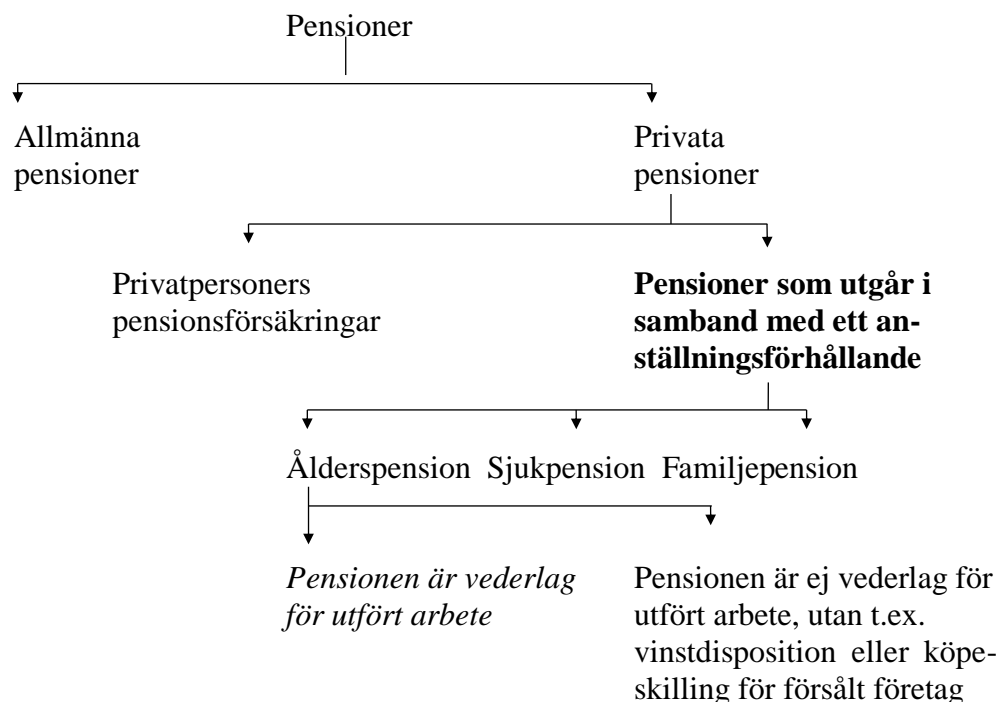 Pensioner
Allmänna
pensioner
Privata
pensioner
Privatpersoners
pensionsförsäkringar
Pensioner som utgår i
samband med ett an-
ställningsförhållande
Ålderspension Sjukpension Familjepension
Pensionen är vederlag
för utfört arbete
Pensionen är ej vederlag för
utfört arbete, utan t.ex.
vinstdisposition eller köpe-
skilling för försålt företag